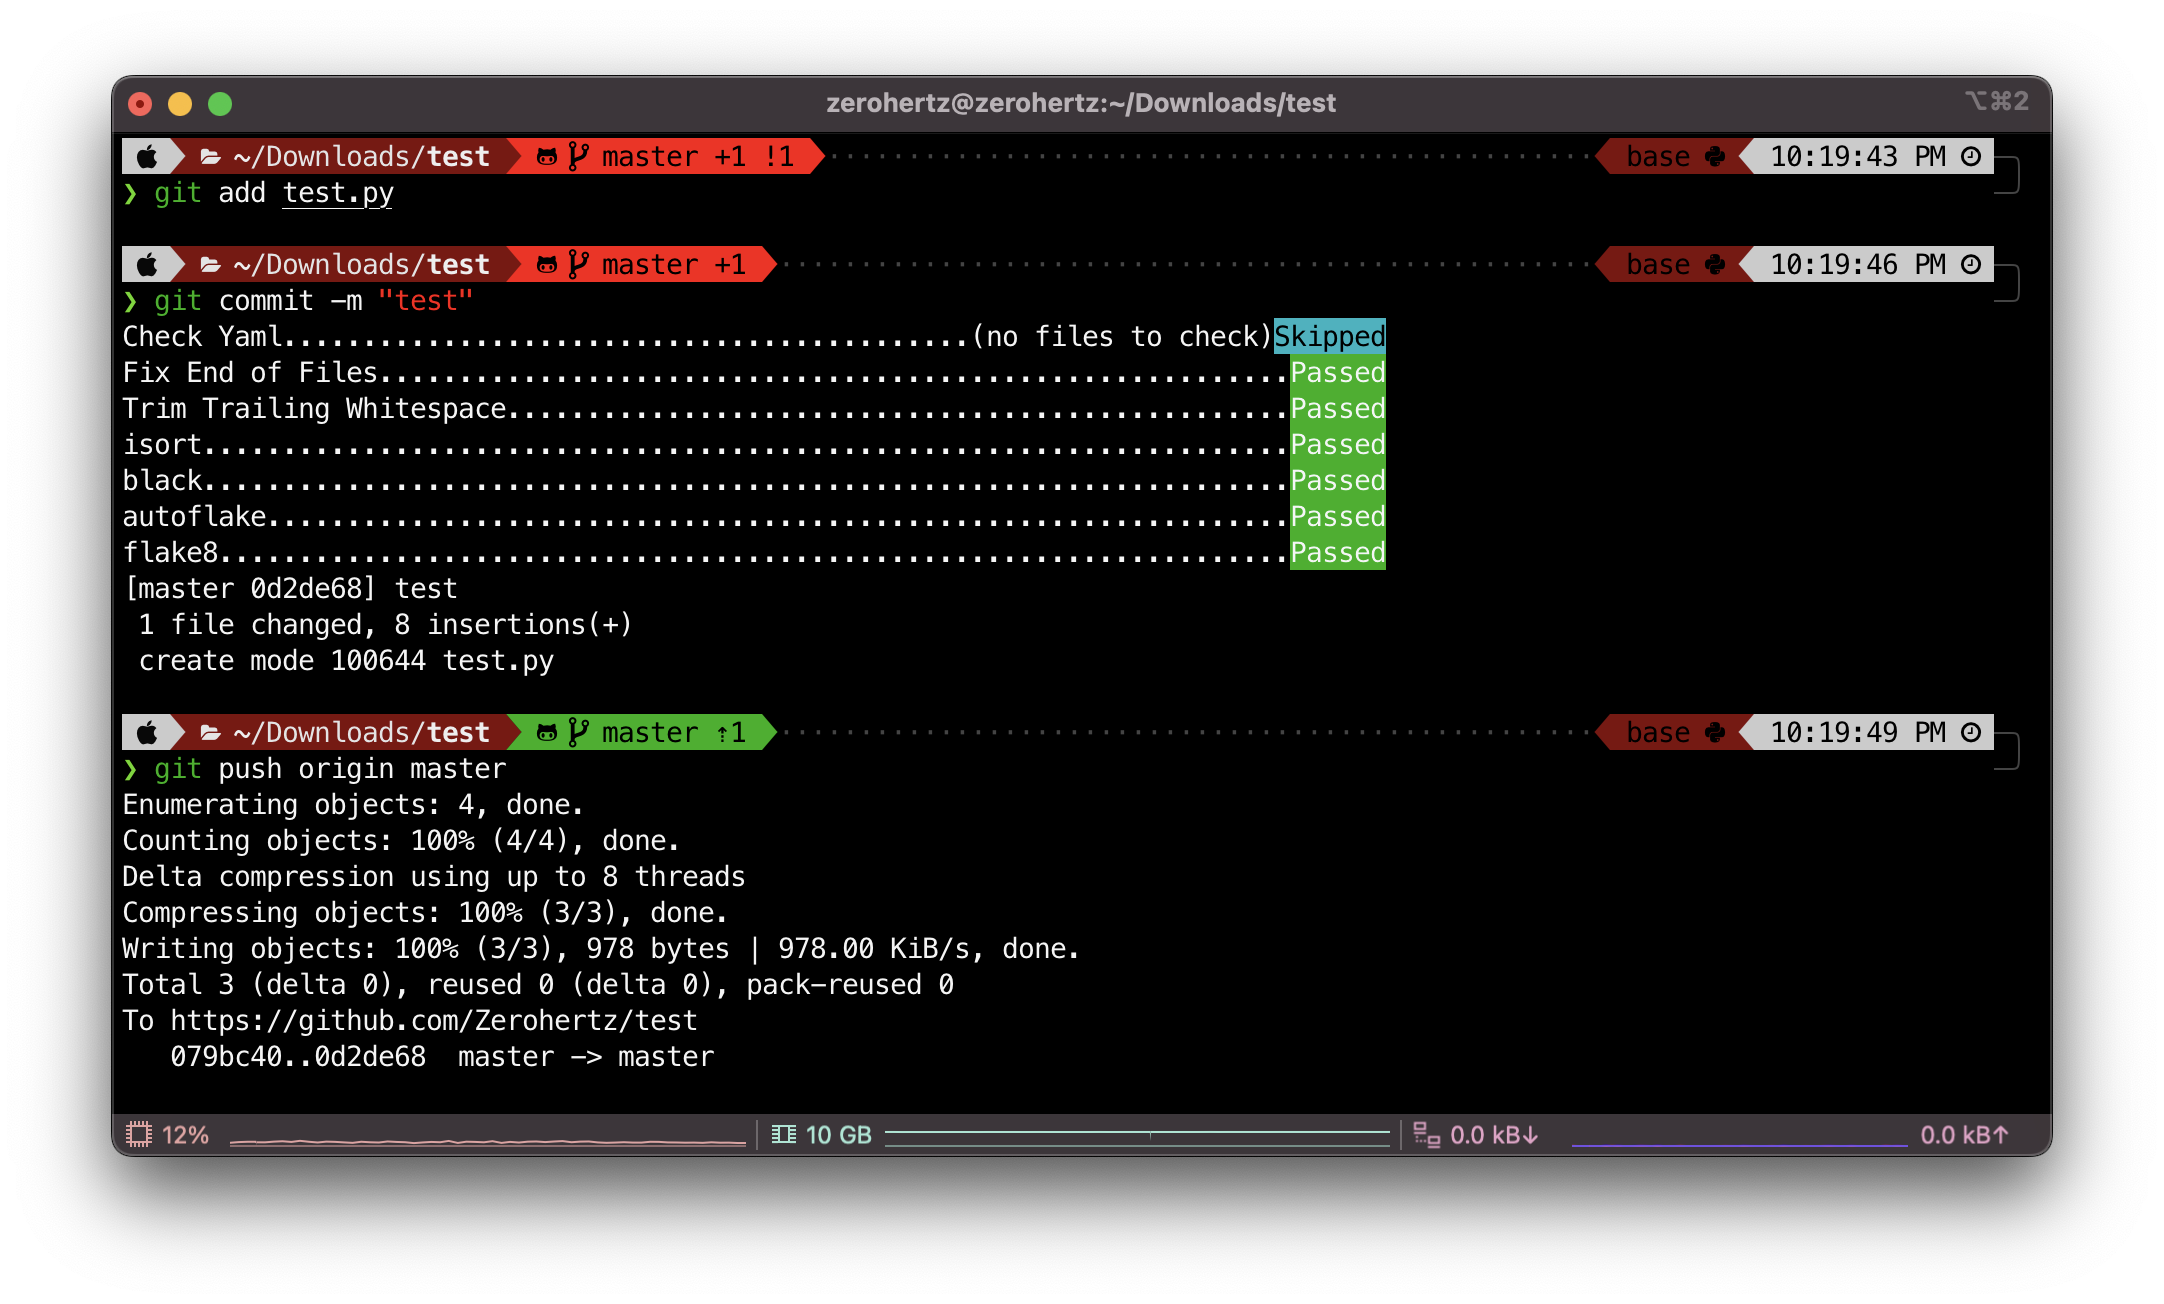 zerohertz@zerohertz:~/Downloads/test
⌥⌘2
~/Downloads/test master +1 !1 base 10:19:43 PM
❯ git add test.py
~/Downloads/test master +1 base 10:19:46 PM
❯ git commit -m "test"
Check Yaml...........................................(no files to check)Skipped
Fix End of Files.........................................................Passed
Trim Trailing Whitespace.................................................Passed
isort....................................................................Passed
black....................................................................Passed
autoflake................................................................Passed
flake8...................................................................Passed
[master 0d2de68] test
1 file changed, 8 insertions(+)
create mode 100644 test.py
~/Downloads/test master ⇡1 base 10:19:49 PM
❯ git push origin master
Enumerating objects: 4, done.
Counting objects: 100% (4/4), done.
Delta compression using up to 8 threads
Compressing objects: 100% (3/3), done.
Writing objects: 100% (3/3), 978 bytes | 978.00 KiB/s, done.
Total 3 (delta 0), reused 0 (delta 0), pack-reused 0
To https://github.com/Zerohertz/test
079bc40..0d2de68  master -> master
12% 10 GB 0.0 kB↓ 0.0 kB↑